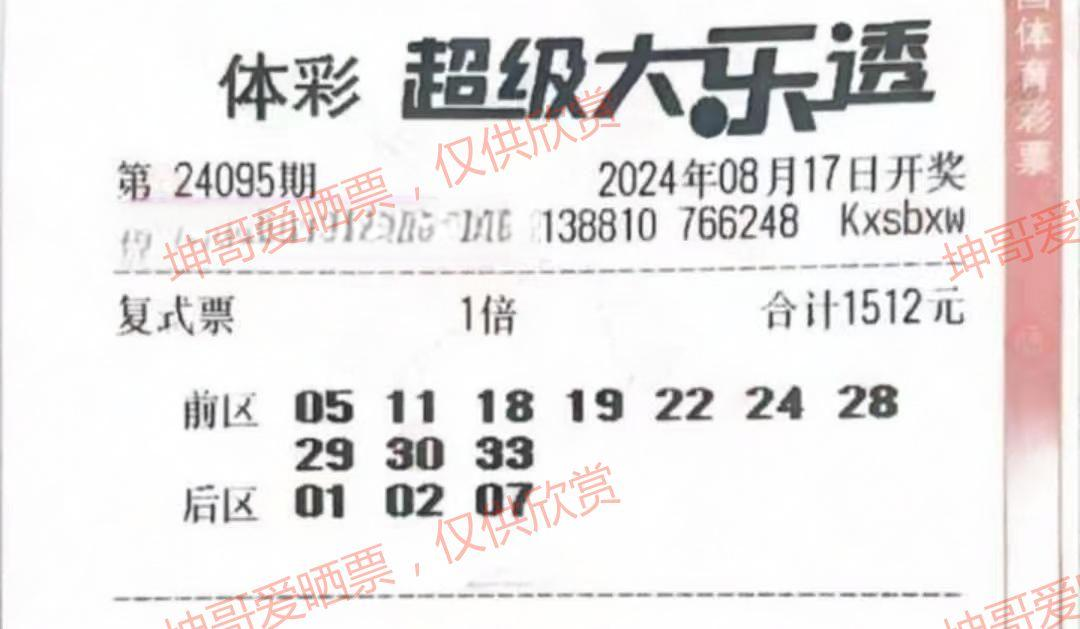 体彩 超级大乐透
第 24095期 2024年08月17日开奖
138810 766248 Kxsbxw
复式票 1倍 合计1512元
前区 05 11 18 19 22 24 28
29 30 33
后区 01 02 07
体育彩票
坤哥爱晒票，仅供欣赏
坤哥爱
坤哥爱晒票，仅供欣赏
坤哥爱